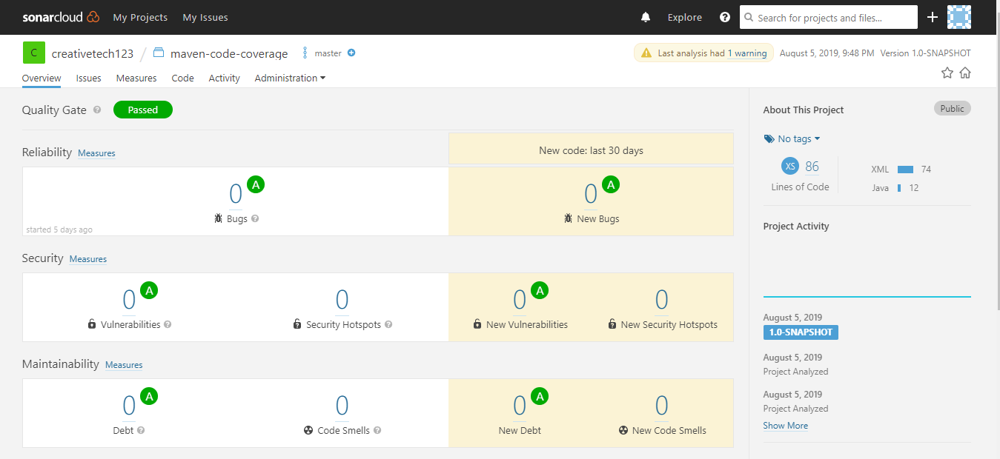 sonarcloud My Projects My Issues Explore Search for projects and files...
C creativetech123 / maven-code-coverage master Last analysis had 1 warning August 5, 2019, 9:48 PM Version 1.0-SNAPSHOT
Overview Issues Measures Code Activity Administration
Quality Gate ? Passed
Reliability Measures
New code: last 30 days
0 A
Bugs ?
started 5 days ago
0 A
New Bugs
Security Measures
0 A
Vulnerabilities ?
0
Security Hotspots ?
0 A
New Vulnerabilities
0
New Security Hotspots
Maintainability Measures
0 A
Debt ?
0
Code Smells ?
0 A
New Debt
0
New Code Smells
About This Project Public
No tags
XS 86
Lines of Code
XML 74
Java 12
Project Activity
August 5, 2019
1.0-SNAPSHOT
August 5, 2019
Project Analyzed
August 5, 2019
Project Analyzed
Show More